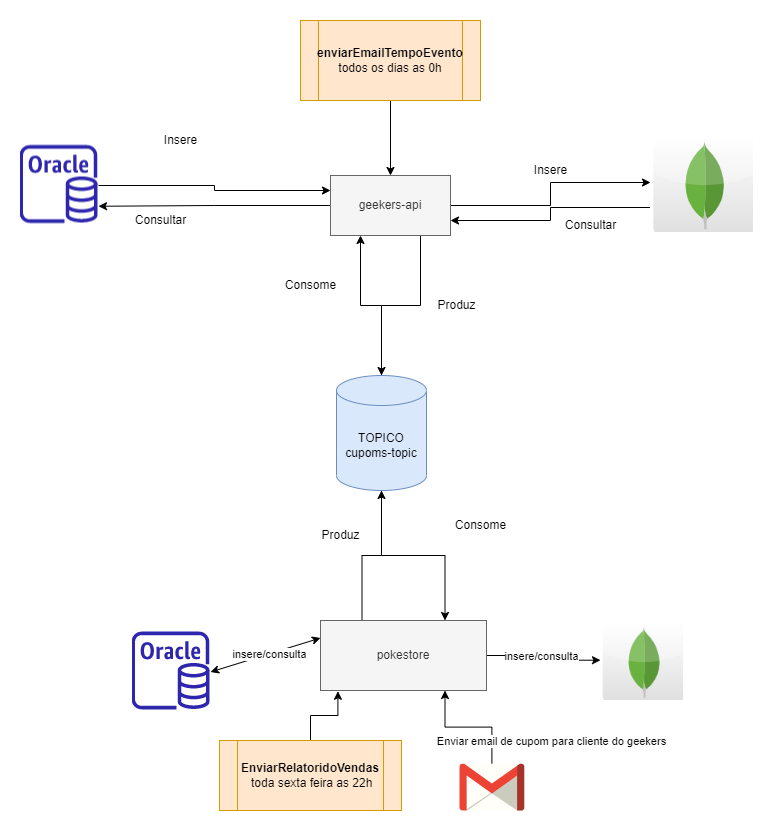 enviarEmailTempoEvento
todos os dias as 0h
Insere
Oracle
Consultar
geekers-api
Insere
Consultar
Consome
Produz
TOPICO
cupoms-topic
Produz
Consome
Oracle
insere/consulta
pokestore
insere/consulta
Enviar email de cupom para cliente do geekers
EnviarRelatoridoVendas
toda sexta feira as 22h